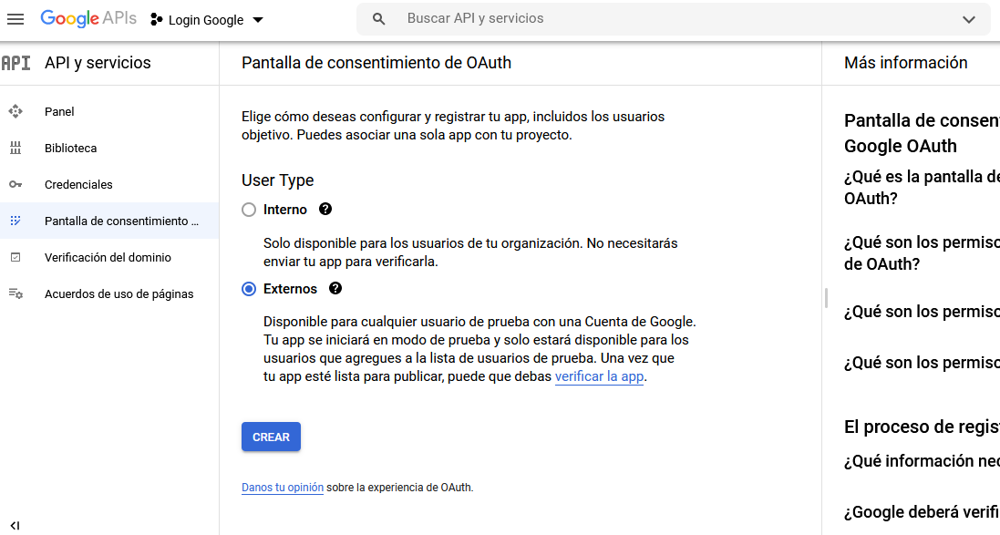 Google APIs
Login Google
Buscar API y servicios
API
API y servicios
Panel
Biblioteca
Credenciales
Pantalla de consentimiento ...
Verificación del dominio
Acuerdos de uso de páginas
Pantalla de consentimiento de OAuth
Elige cómo deseas configurar y registrar tu app, incluidos los usuarios
objetivo. Puedes asociar una sola app con tu proyecto.
User Type
Interno
Solo disponible para los usuarios de tu organización. No necesitarás
enviar tu app para verificarla.
Externos
Disponible para cualquier usuario de prueba con una Cuenta de Google.
Tu app se iniciará en modo de prueba y solo estará disponible para los
usuarios que agregues a la lista de usuarios de prueba. Una vez que
tu app esté lista para publicar, puede que debas verificar la app.
CREAR
Danos tu opinión sobre la experiencia de OAuth.
Más información
Pantalla de consen
Google OAuth
¿Qué es la pantalla de
OAuth?
¿Qué son los permiso
de OAuth?
¿Qué son los permiso
¿Qué son los permiso
El proceso de regis
¿Qué información nec
¿Google deberá verifi